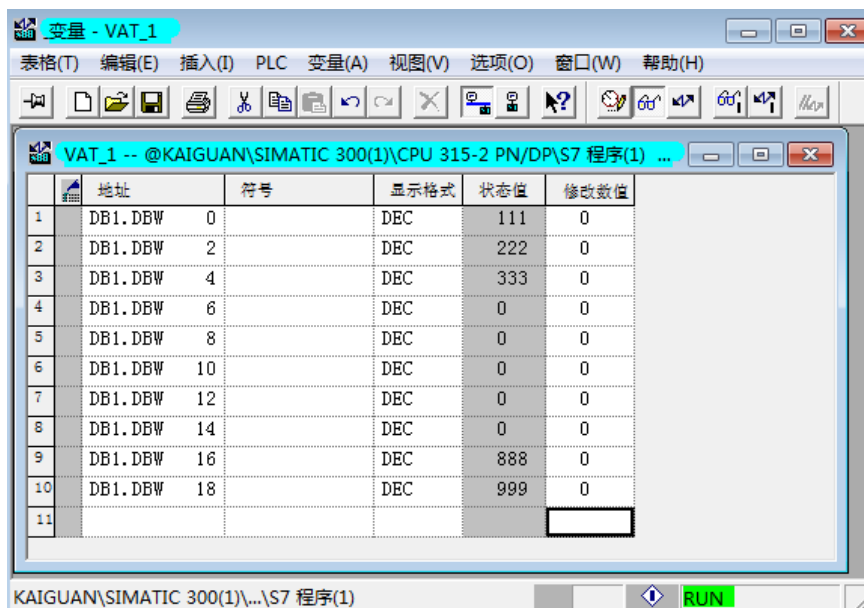 变量 - VAT_1
表格(T) 编辑(E) 插入(I) PLC 变量(A) 视图(V) 选项(O) 窗口(W) 帮助(H)
VAT_1 -- @KAIGUAN\SIMATIC 300(1)\CPU 315-2 PN/DP\S7 程序(1) ...
地址 符号 显示格式 状态值 修改数值
1 DB1.DBW 0 DEC 111 0
2 DB1.DBW 2 DEC 222 0
3 DB1.DBW 4 DEC 333 0
4 DB1.DBW 6 DEC 0 0
5 DB1.DBW 8 DEC 0 0
6 DB1.DBW 10 DEC 0 0
7 DB1.DBW 12 DEC 0 0
8 DB1.DBW 14 DEC 0 0
9 DB1.DBW 16 DEC 888 0
10 DB1.DBW 18 DEC 999 0
11
KAIGUAN\SIMATIC 300(1)\...\S7 程序(1) RUN